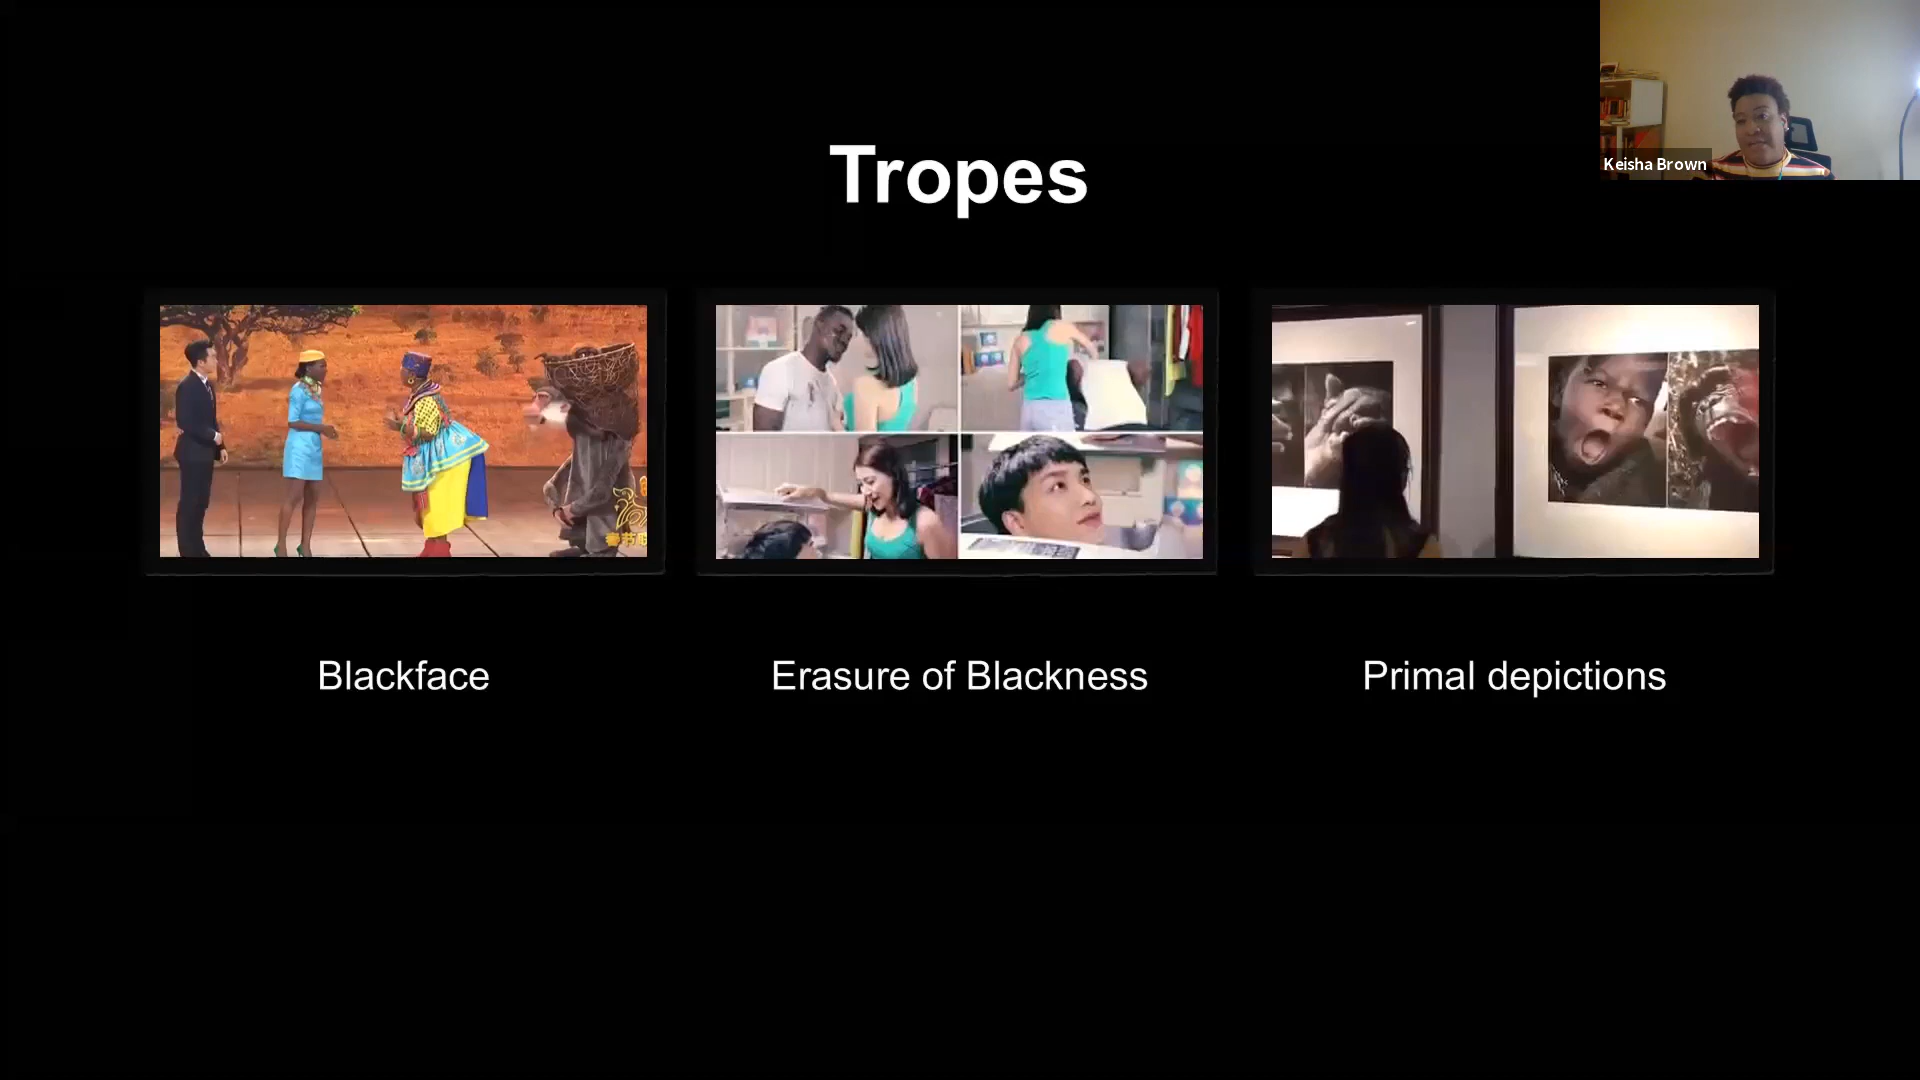 Tropes
Keisha Brown
Blackface
Erasure of Blackness
Primal depictions